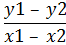 y1 − y2
x1 − x2